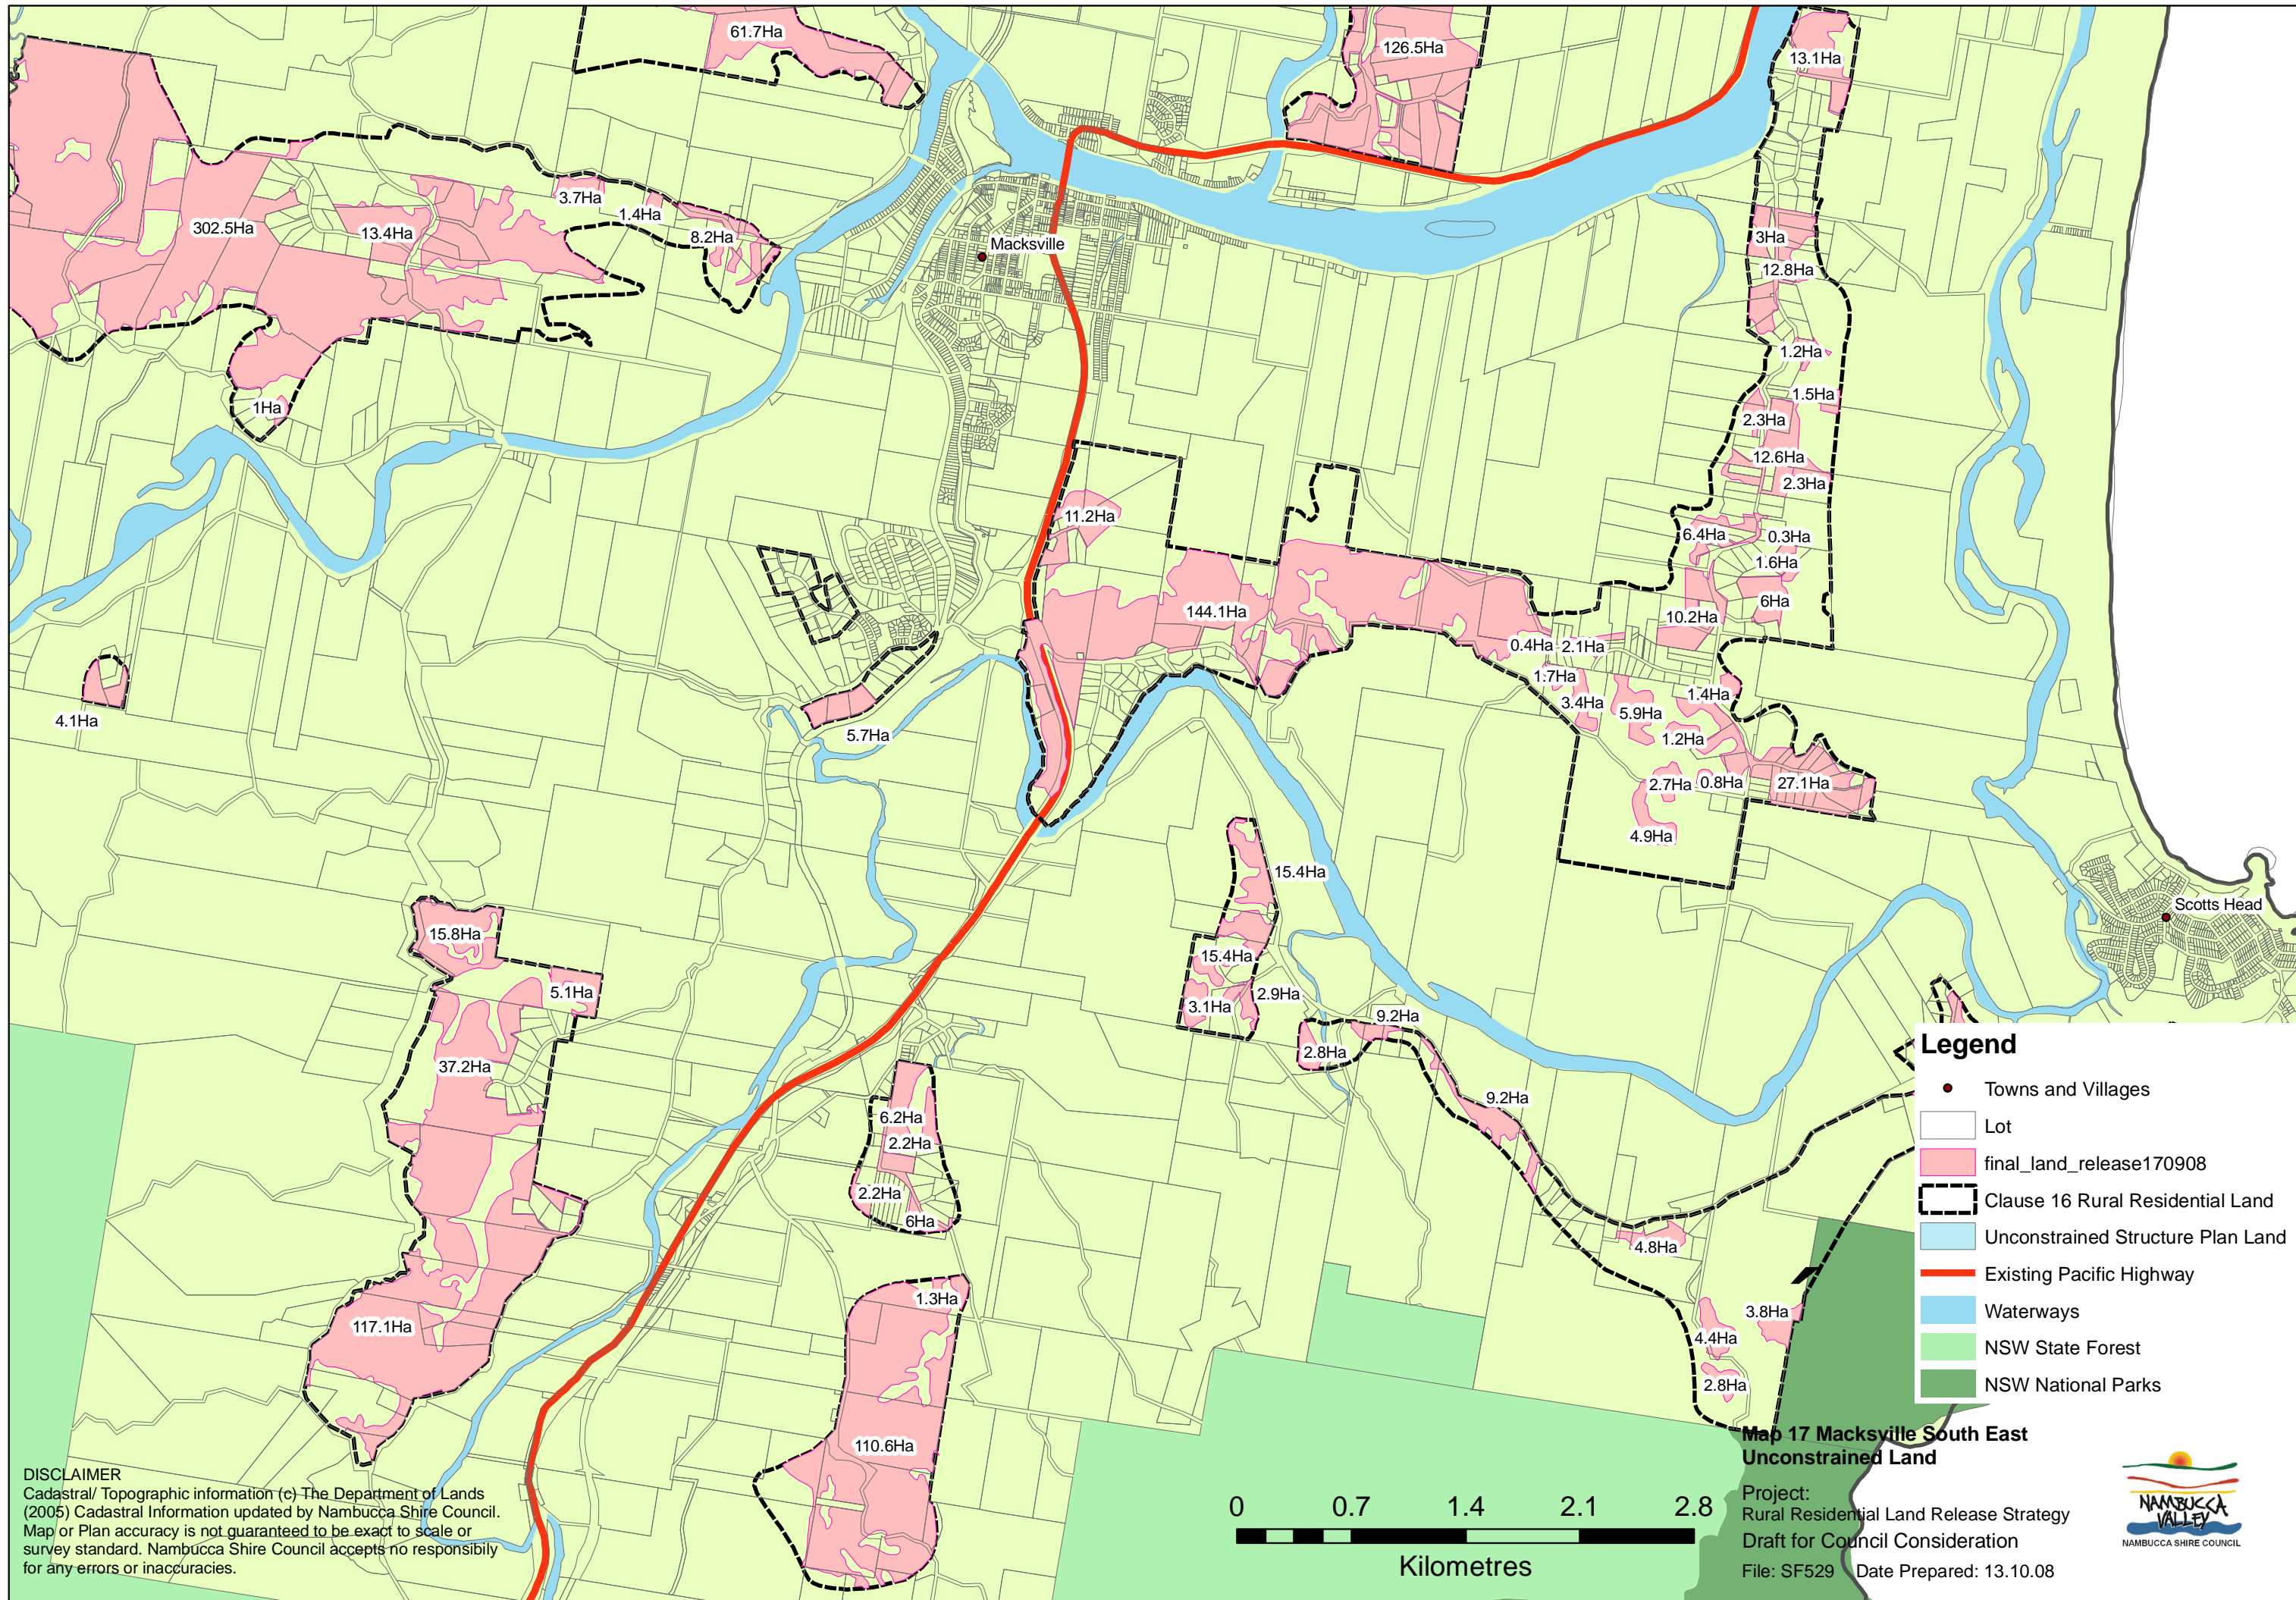 61.7Ha
126.5Ha
13.1Ha
3.7Ha
1.4Ha
302.5Ha
13.4Ha
8.2Ha
Macksville
3Ha
12.8Ha
1.2Ha
1.5Ha
1Ha
2.3Ha
12.6Ha
2.3Ha
11.2Ha
6.4Ha
0.3Ha
1.6Ha
6Ha
144.1Ha
10.2Ha
0.4Ha
2.1Ha
1.7Ha
1.4Ha
3.4Ha
5.9Ha
4.1Ha
5.7Ha
1.2Ha
2.7Ha
0.8Ha
27.1Ha
4.9Ha
15.4Ha
Scotts Head
15.8Ha
15.4Ha
5.1Ha
3.1Ha
2.9Ha
9.2Ha
2.8Ha
37.2Ha
9.2Ha
6.2Ha
2.2Ha
2.2Ha
6Ha
4.8Ha
1.3Ha
3.8Ha
117.1Ha
4.4Ha
2.8Ha
110.6Ha
Legend
Towns and Villages
Lot
final_land_release170908
Clause 16 Rural Residential Land
Unconstrained Structure Plan Land
Existing Pacific Highway
Waterways
NSW State Forest
NSW National Parks
Map 17 Macksville South East
Unconstrained Land
Project:
Rural Residential Land Release Strategy
Draft for Council Consideration
File: SF529 Date Prepared: 13.10.08
NAMBUCCA
VALLEY
NAMBUCCA SHIRE COUNCIL
0 0.7 1.4 2.1 2.8
Kilometres
DISCLAIMER
Cadastral/ Topographic information (c) The Department of Lands
(2005) Cadastral Information updated by Nambucca Shire Council.
Map or Plan accuracy is not guaranteed to be exact to scale or
survey standard. Nambucca Shire Council accepts no responsibily
for any errors or inaccuracies.